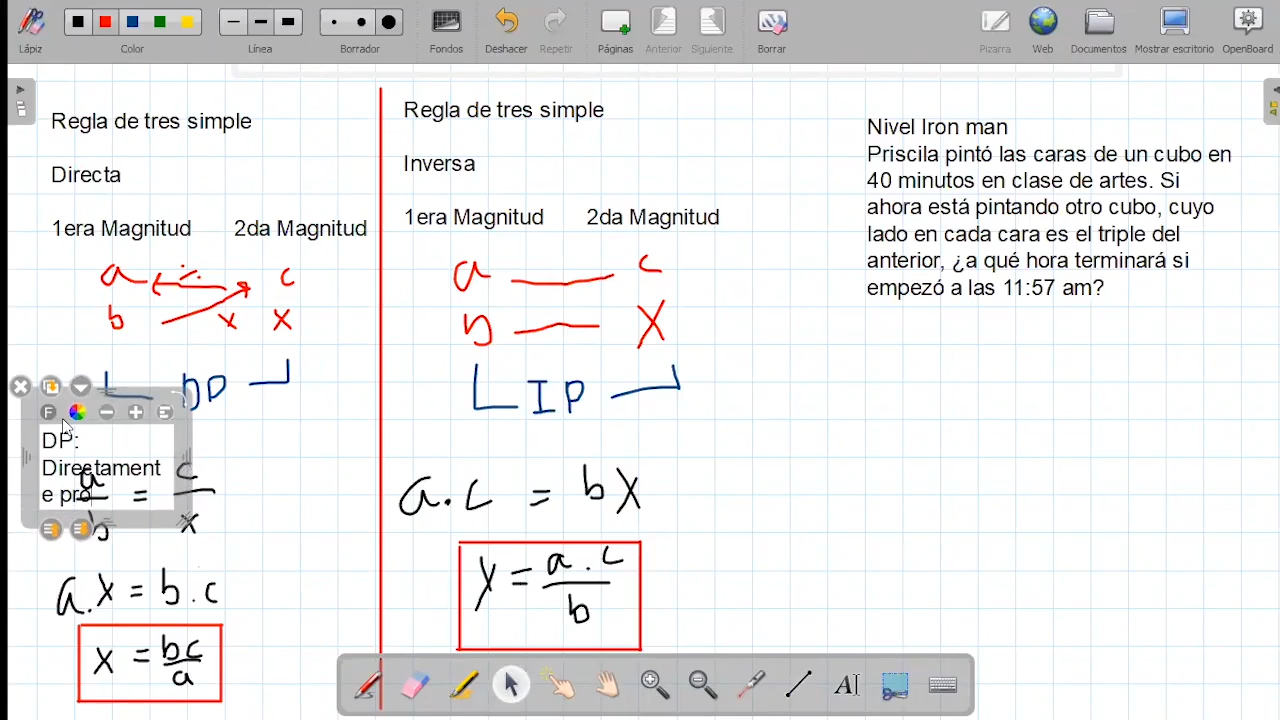 Lápiz
Color
Línea
Borrador
Fondos
Deshacer
Repetir
Páginas
Anterior
Siguiente
Borrar
Pizarra
Web
Documentos
Mostrar escritorio
OpenBoard
Regla de tres simple
Directa
1era Magnitud 2da Magnitud
a ÷ c
b x X
DP
F
DP:
Directament
e pro
a/b = c/x
a.x = b.c
x = bc/a
Regla de tres simple
Inversa
1era Magnitud 2da Magnitud
a c
b X
IP
a.c = bX
X = a.c/b
Nivel Iron man
Priscila pintó las caras de un cubo en
40 minutos en clase de artes. Si
ahora está pintando otro cubo, cuyo
lado en cada cara es el triple del
anterior, ¿a qué hora terminará si
empezó a las 11:57 am?
AI